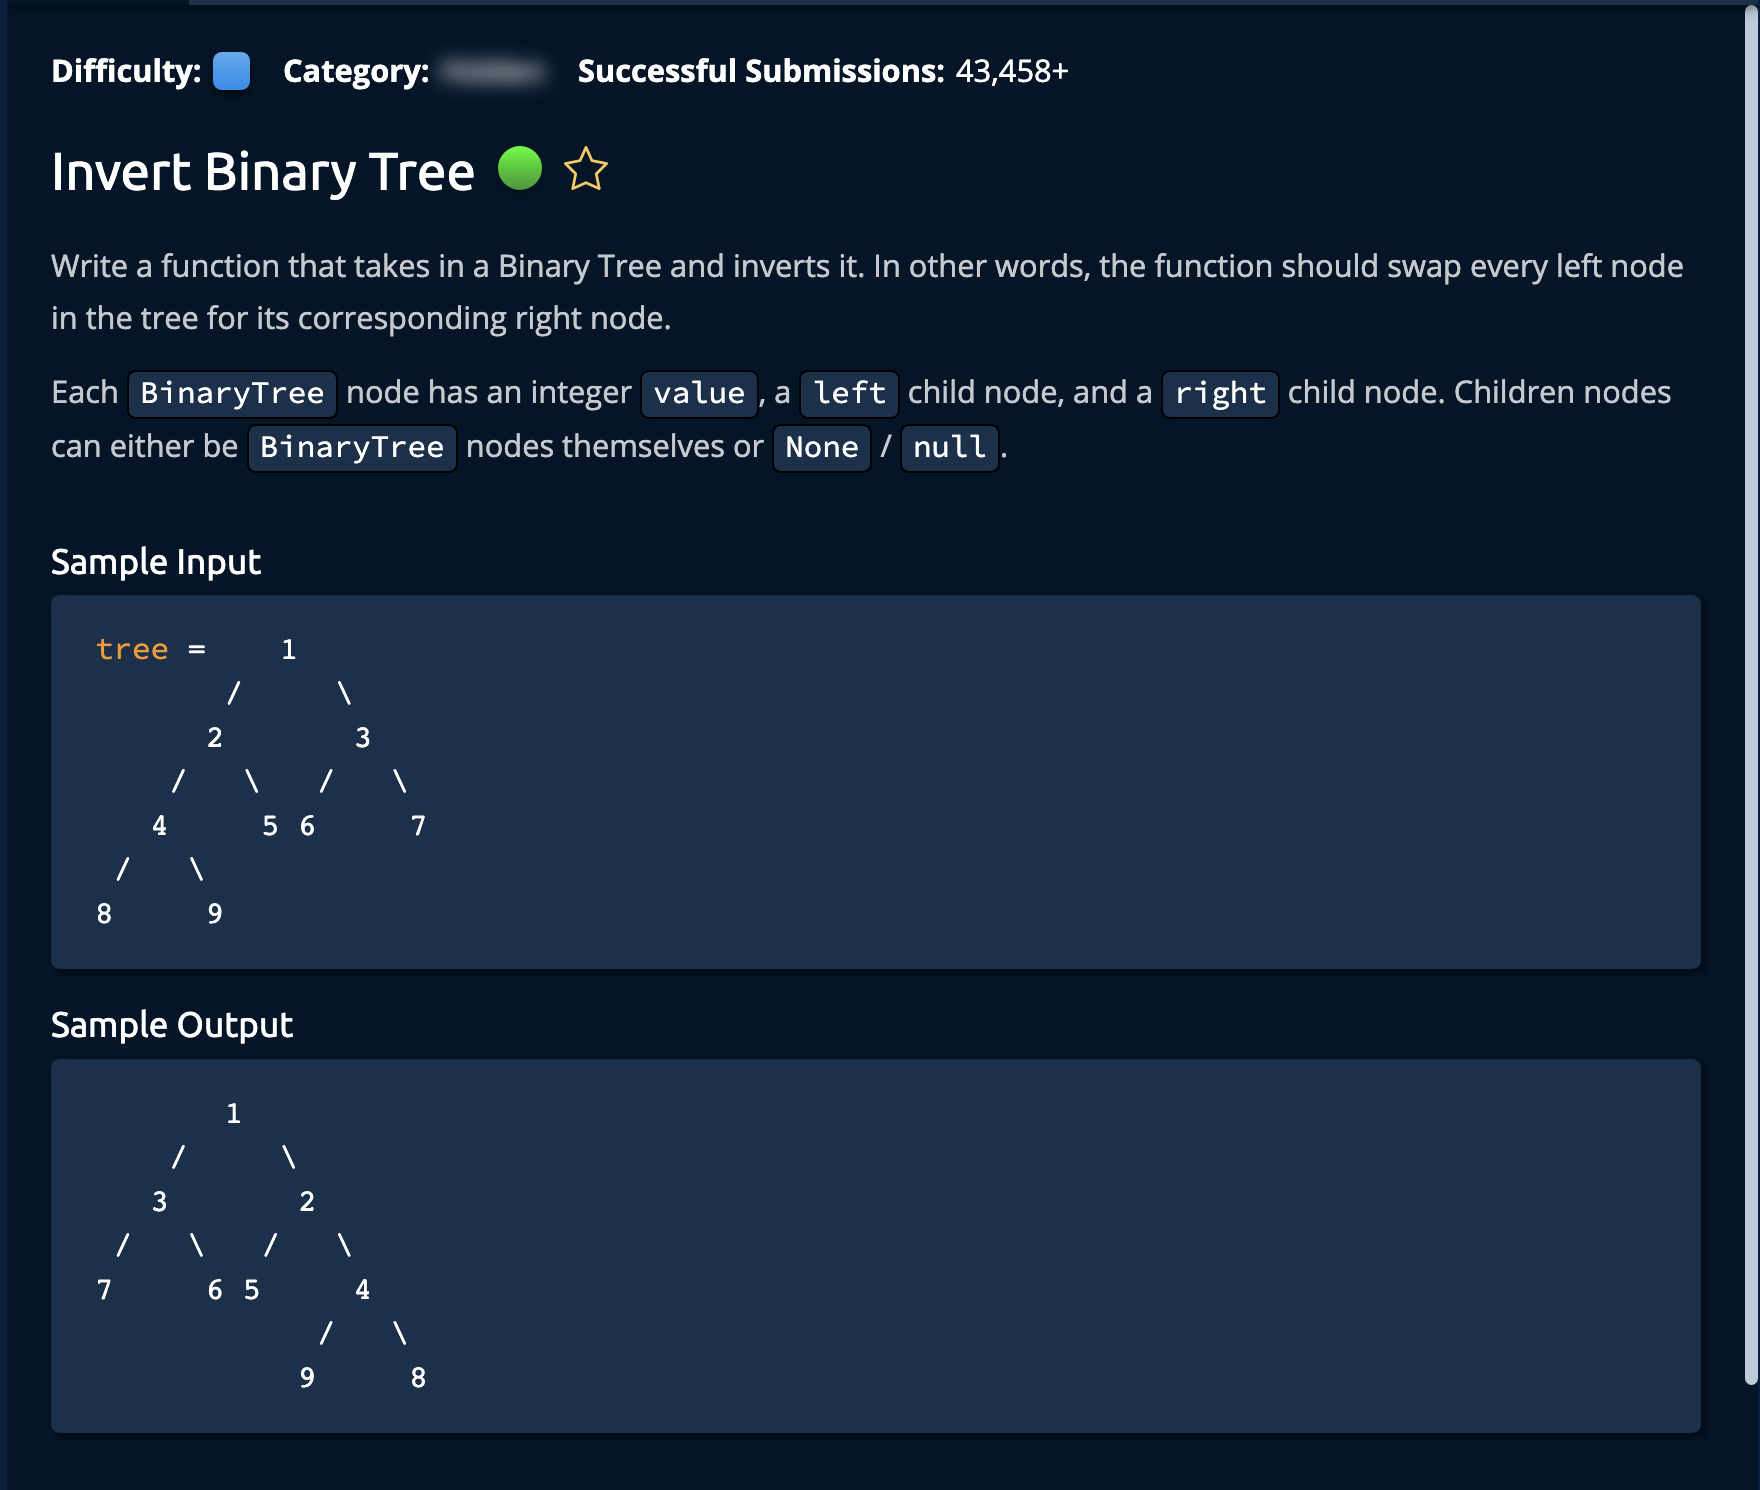 Difficulty: Category: Successful Submissions: 43,458+
Invert Binary Tree
Write a function that takes in a Binary Tree and inverts it. In other words, the function should swap every left node
in the tree for its corresponding right node.
Each BinaryTree node has an integer value, a left child node, and a right child node. Children nodes
can either be BinaryTree nodes themselves or None / null.
Sample Input
tree =    1
       /     \
      2       3
    /   \   /   \
   4     5 6     7
 /   \
8     9
Sample Output
       1
    /     \
   3       2
 /   \   /   \
7     6 5     4
            /   \
           9     8